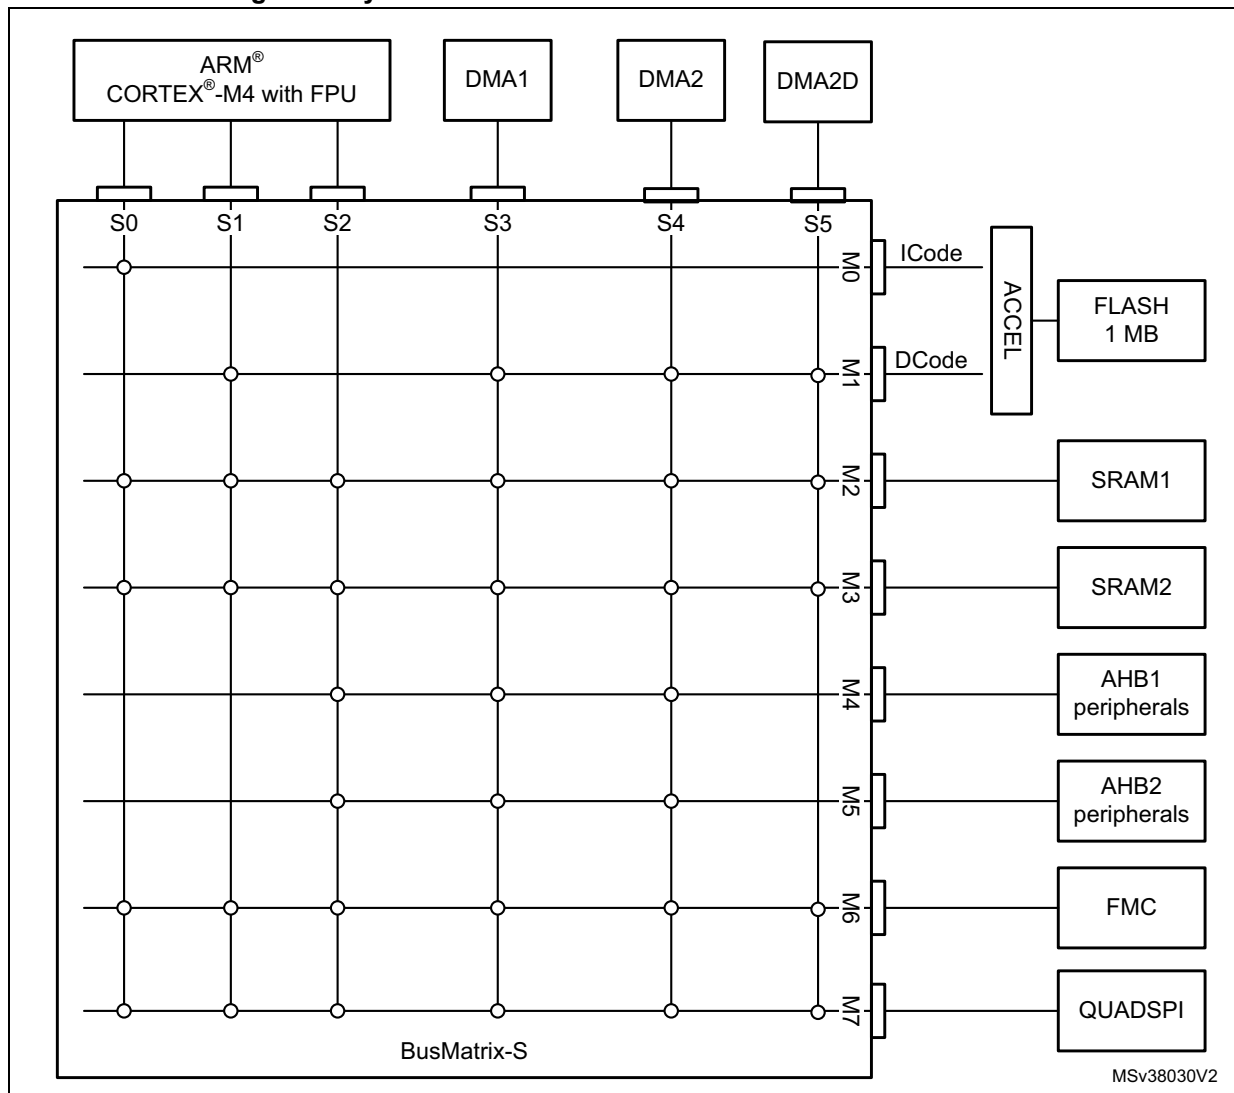 ARM®
CORTEX®-M4 with FPU
DMA1
DMA2
DMA2D
S0
S1
S2
S3
S4
S5
M0
ICode
ACCEL
FLASH
1 MB
M1
DCode
M2
SRAM1
M3
SRAM2
M4
AHB1
peripherals
M5
AHB2
peripherals
M6
FMC
M7
QUADSPI
BusMatrix-S
MSv38030V2